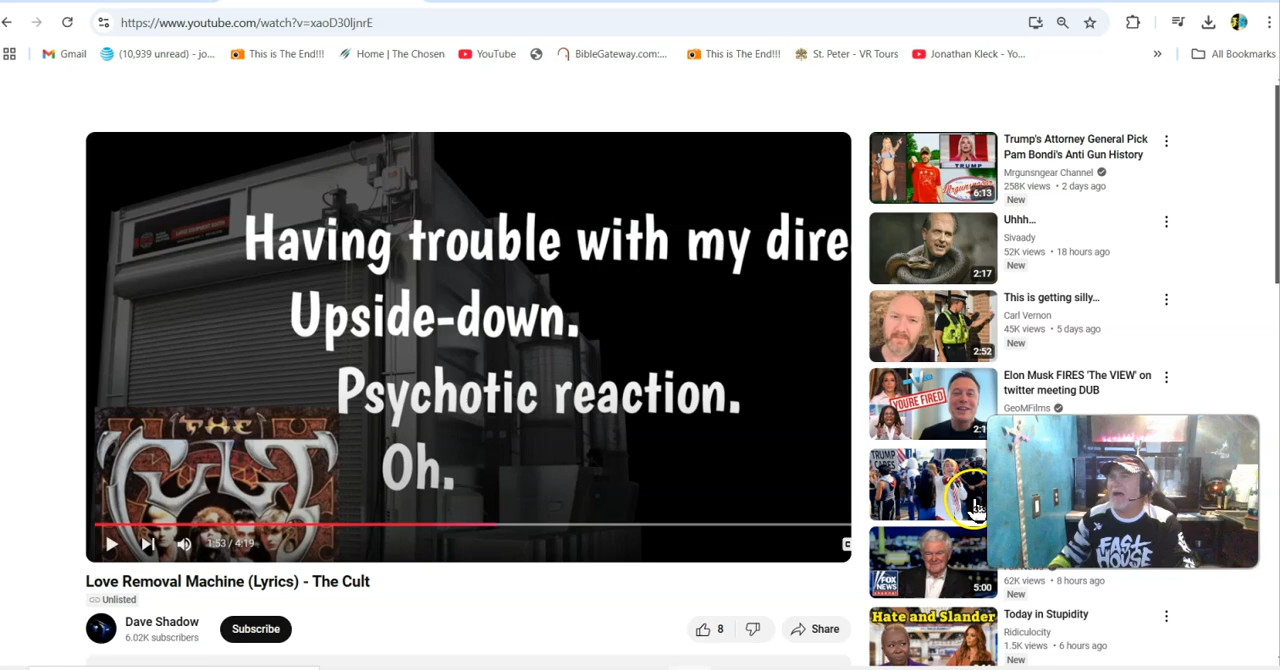 https://www.youtube.com/watch?v=xaoD30ljnrE
Gmail
(10,939 unread) - jo...
This is The End!!!
Home | The Chosen
YouTube
BibleGateway.com:...
This is The End!!!
St. Peter - VR Tours
Jonathan Kleck - Yo...
»
All Bookmarks
Having trouble with my dire
Upside-down.
Psychotic reaction.
Oh.
THE
CULT
1:53 / 4:19
Love Removal Machine (Lyrics) - The Cult
Unlisted
Dave Shadow
6.02K subscribers
Subscribe
8
Share
TRUMP
6:13
Trump's Attorney General Pick
Pam Bondi's Anti Gun History
Mrgunsngear Channel
258K views • 2 days ago
New
2:17
Uhhh...
Sivaady
52K views • 18 hours ago
New
2:52
This is getting silly...
Carl Vernon
45K views • 5 days ago
New
YOU'RE FIRED
Elon Musk FIRES 'The VIEW' on
twitter meeting DUB
GeoMFilms
TRUMP
FAST
HOUSE
FOX
NEWS
5:00
62K views • 8 hours ago
New
Hate and Slander
Today in Stupidity
Ridiculocity
1.5K views • 6 hours ago
New